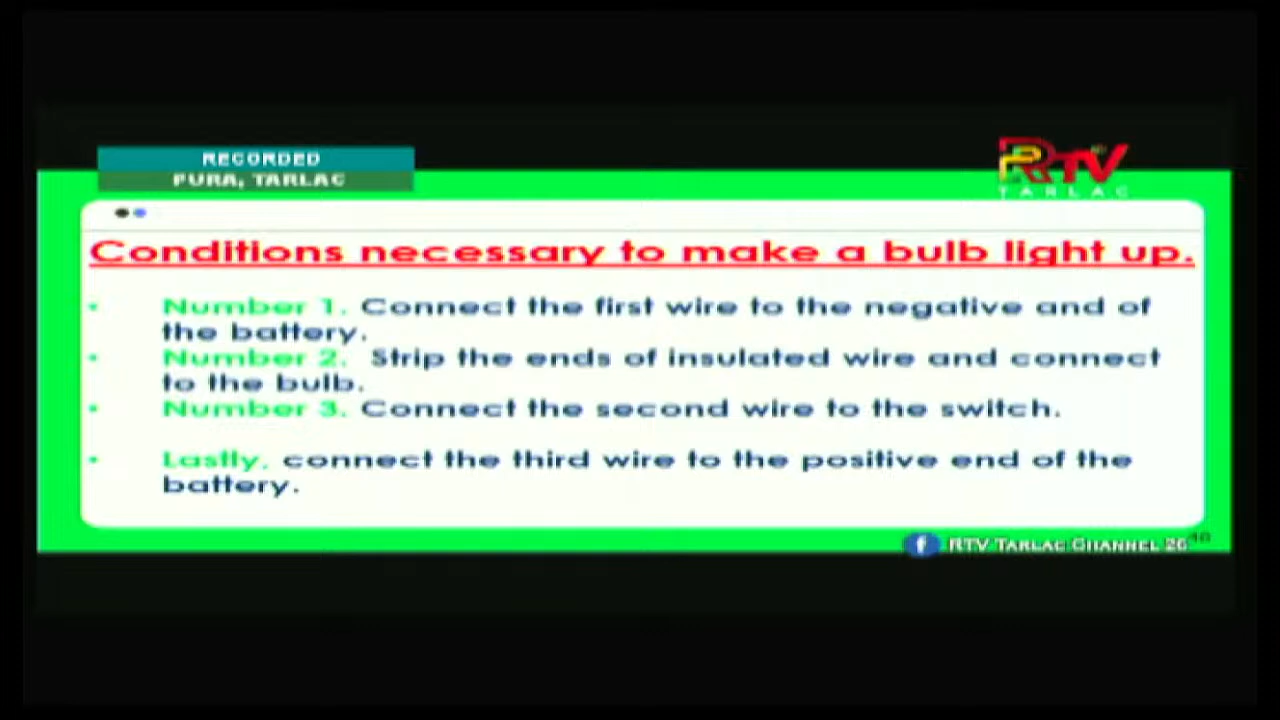 RECORDED
PURA, TARLAC
RTV
TARLAC
Conditions necessary to make a bulb light up.
• Number 1. Connect the first wire to the negative and of
the battery.
• Number 2. Strip the ends of insulated wire and connect
to the bulb.
• Number 3. Connect the second wire to the switch.
• Lastly, connect the third wire to the positive end of the
battery.
RTV TARLAC CHANNEL 26